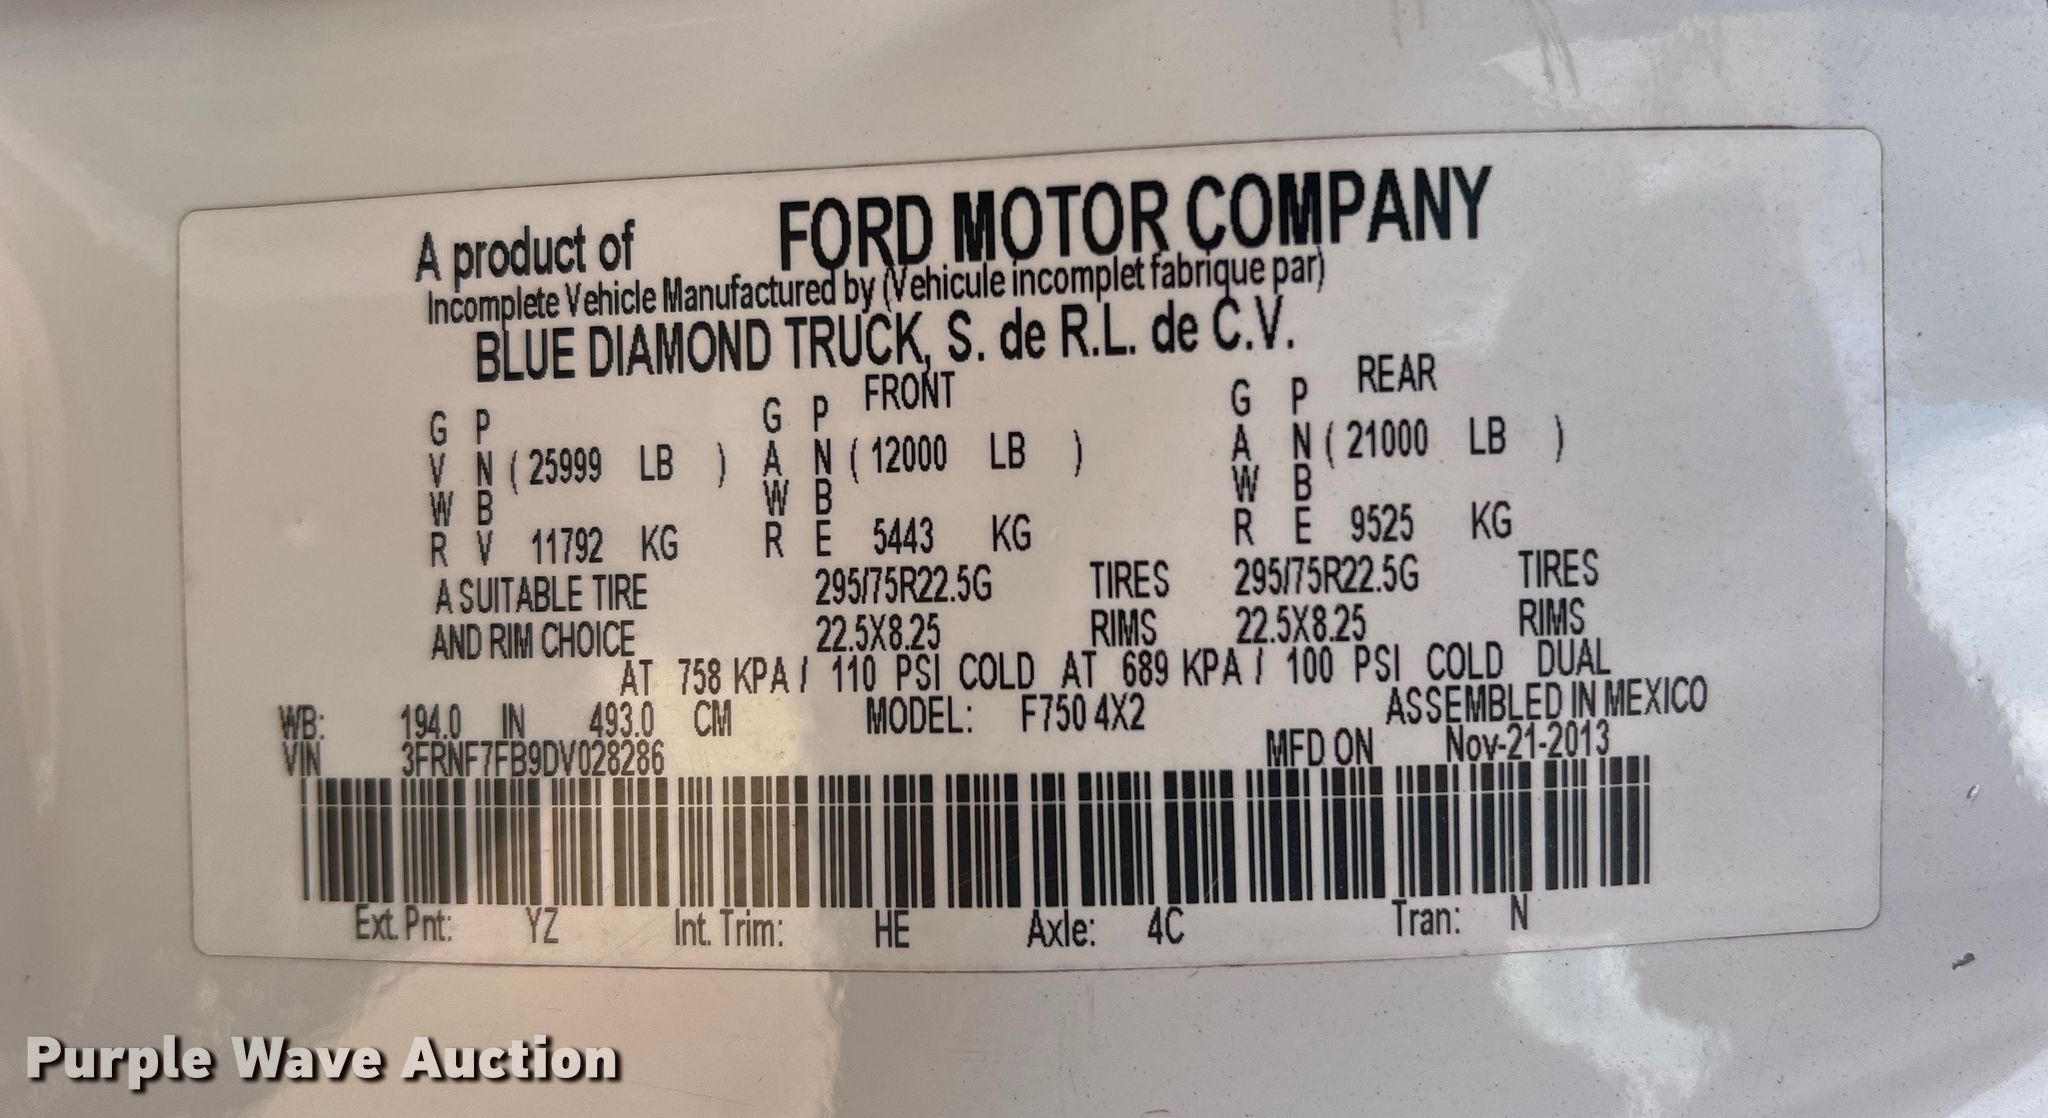 A product of FORD MOTOR COMPANY
Incomplete Vehicle Manufactured by (Vehicule incomplet fabrique par)
BLUE DIAMOND TRUCK, S. de R.L. de C.V.
FRONT REAR
G P G P G P
V N ( 25999 LB ) A N ( 12000 LB ) A N ( 21000 LB )
W B W B W B
R V 11792 KG R E 5443 KG R E 9525 KG
A SUITABLE TIRE 295/75R22.5G TIRES 295/75R22.5G TIRES
AND RIM CHOICE 22.5X8.25 RIMS 22.5X8.25 RIMS
AT 758 KPA / 110 PSI COLD AT 689 KPA / 100 PSI COLD DUAL
WB: 194.0 IN 493.0 CM MODEL: F750 4X2 ASSEMBLED IN MEXICO
VIN 3FRNF7FB9DV028286 MFD ON Nov-21-2013
Ext. Pnt: YZ Int. Trim: HE Axle: 4C Tran: N
Purple Wave Auction